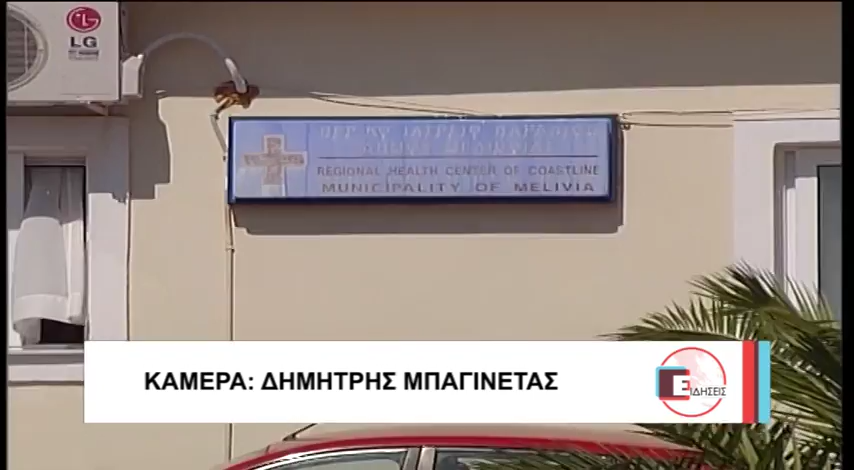 LG
REGIONAL HEALTH CENTER OF COASTLINE
MUNICIPALITY OF MELIVIA
ΚΑΜΕΡΑ: ΔΗΜΗΤΡΗΣ ΜΠΑΓΙΝΕΤΑΣ
ΕΙΔΗΣΕΙΣ